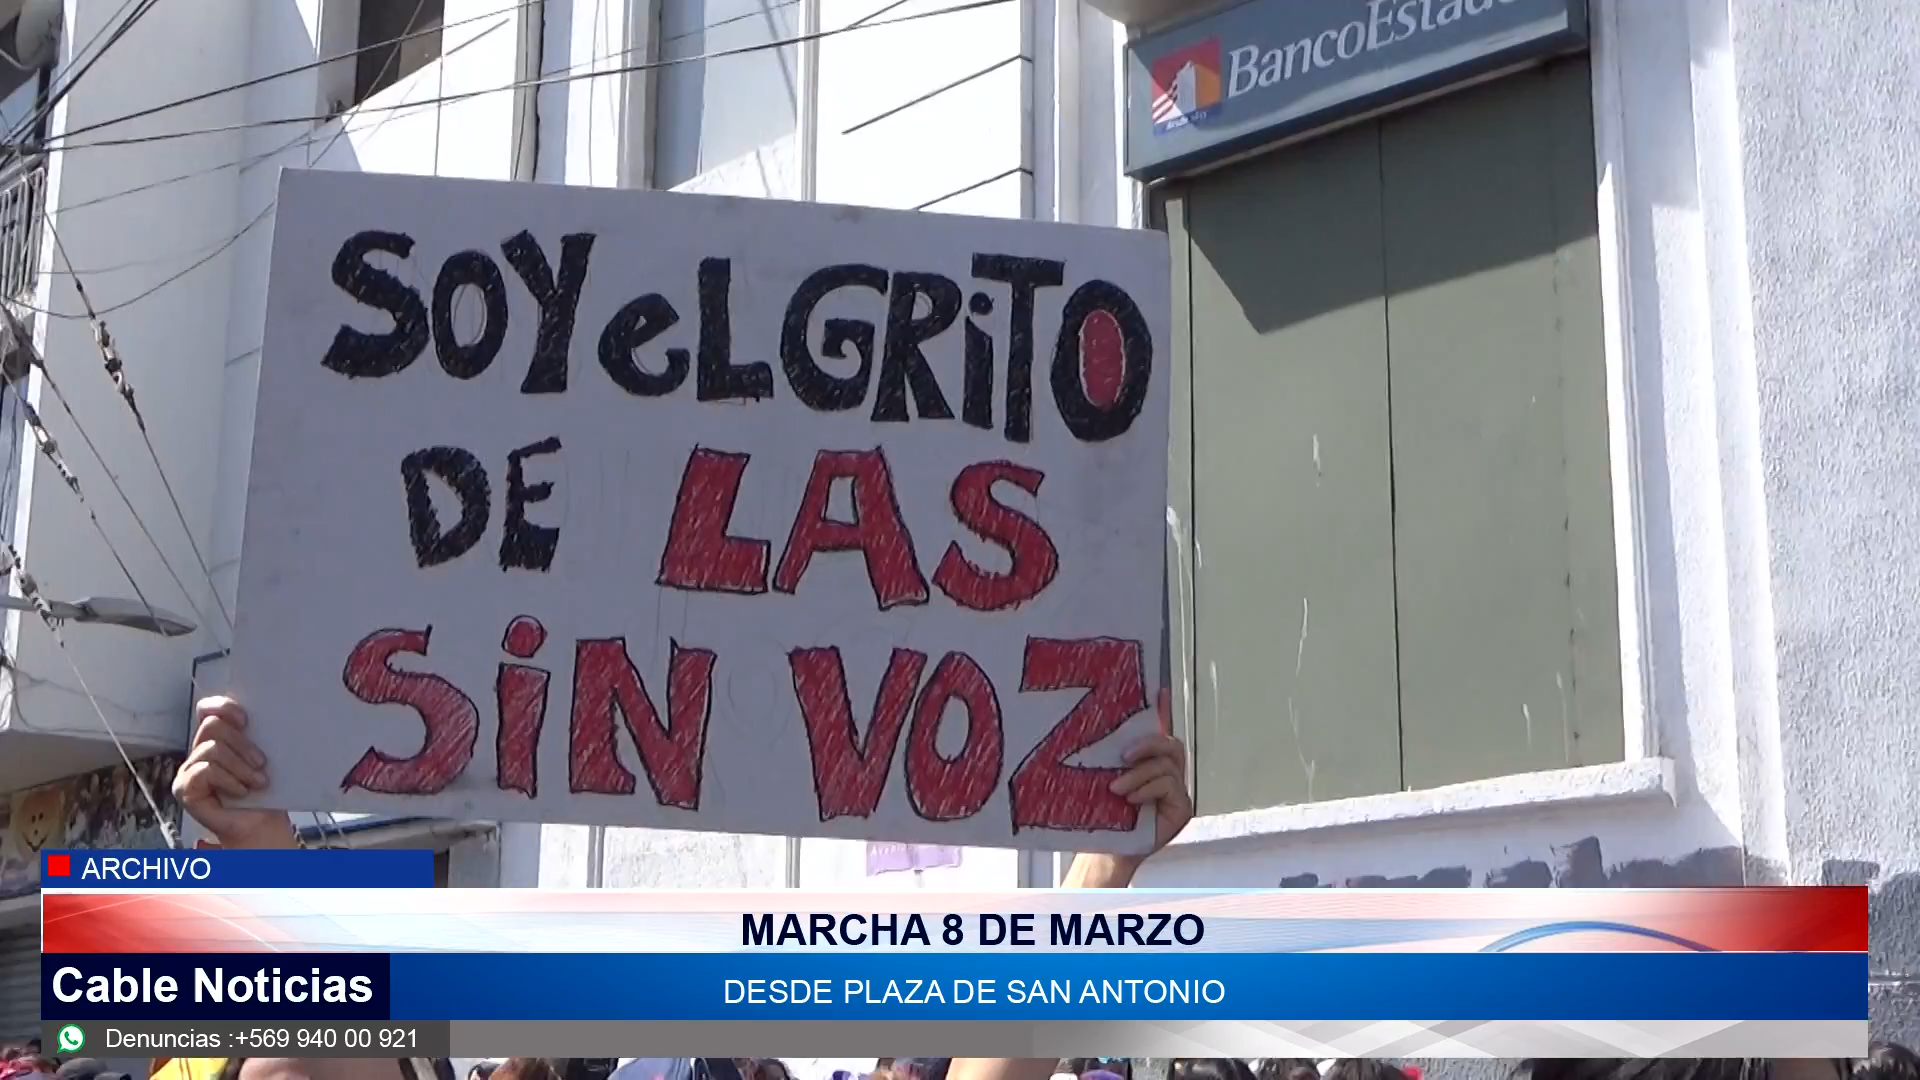 BancoEstado
SOY eL GRiTO
DE LAS
SiN VOZ
ARCHIVO
MARCHA 8 DE MARZO
Cable Noticias
DESDE PLAZA DE SAN ANTONIO
Denuncias :+569 940 00 921